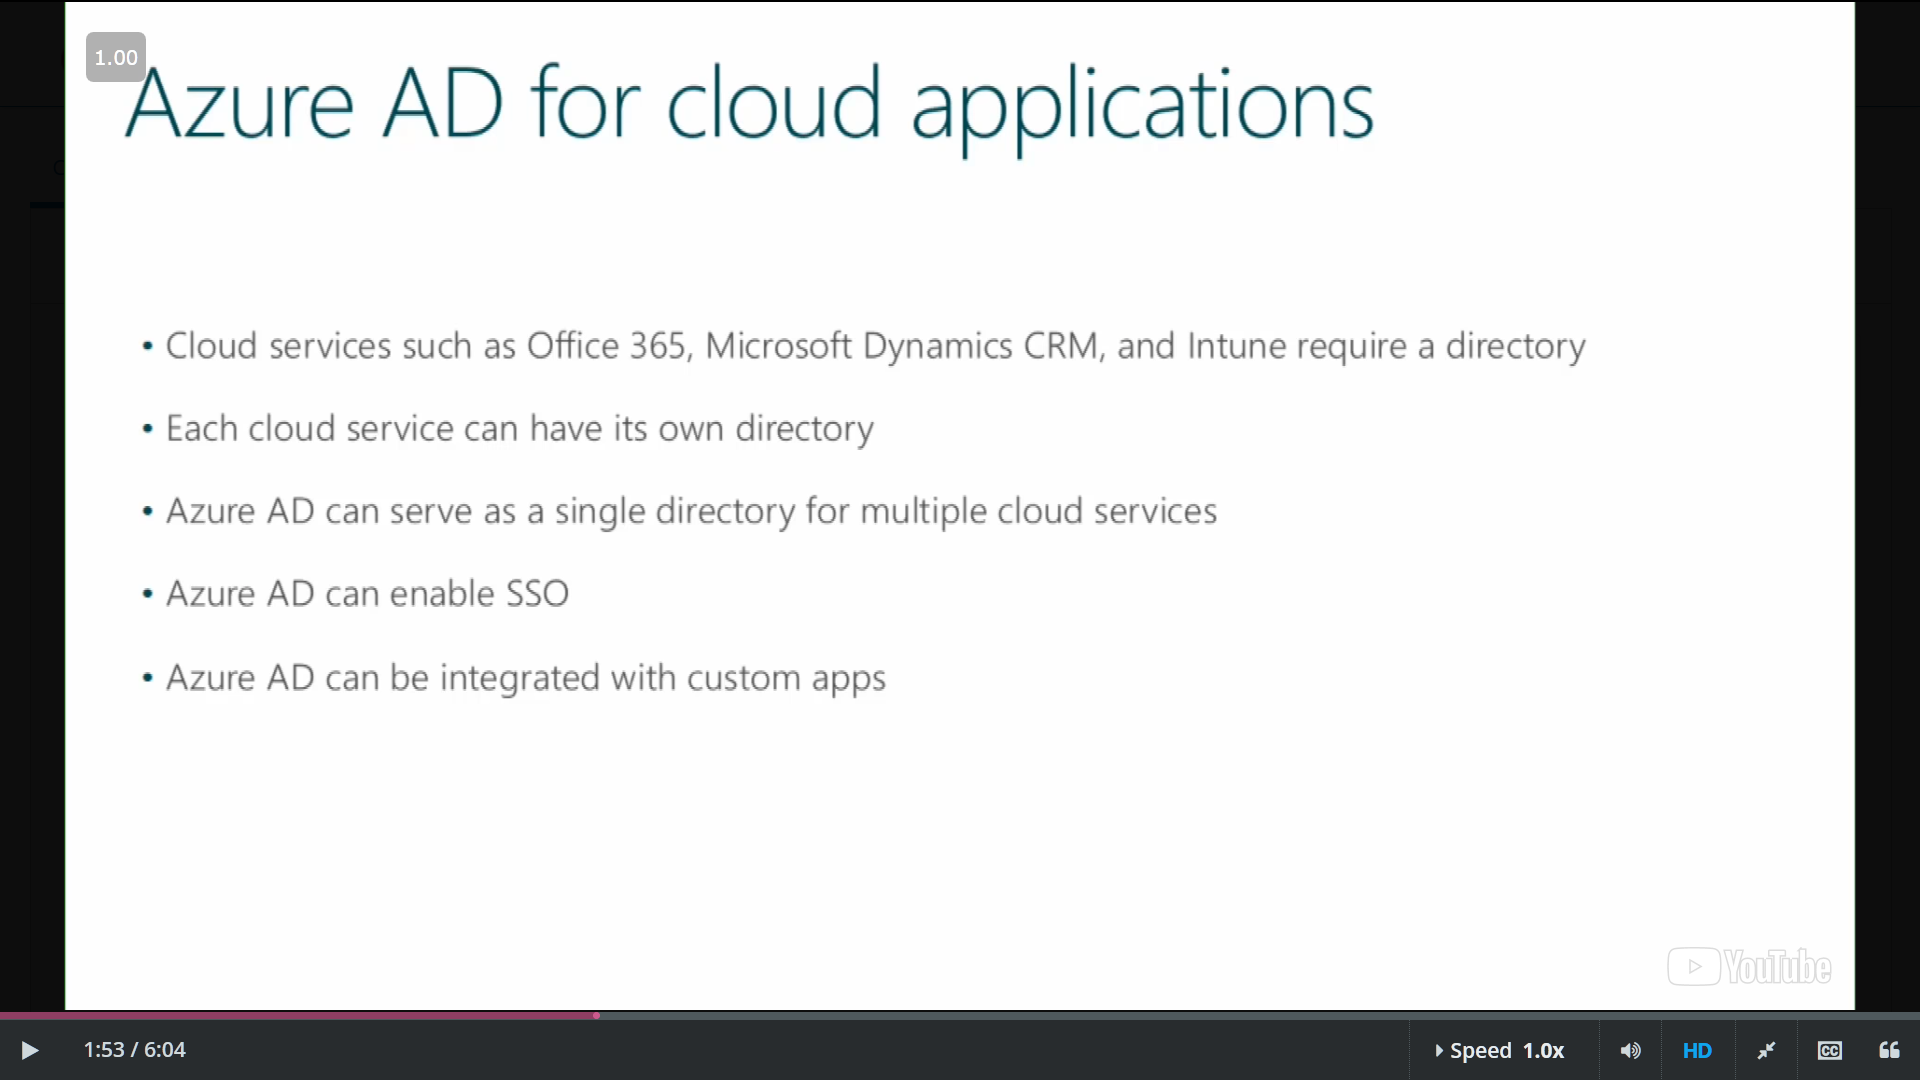 1.00
Azure AD for cloud applications
• Cloud services such as Office 365, Microsoft Dynamics CRM, and Intune require a directory
• Each cloud service can have its own directory
• Azure AD can serve as a single directory for multiple cloud services
• Azure AD can enable SSO
• Azure AD can be integrated with custom apps
YouTube
1:53 / 6:04
Speed 1.0x
HD
CC